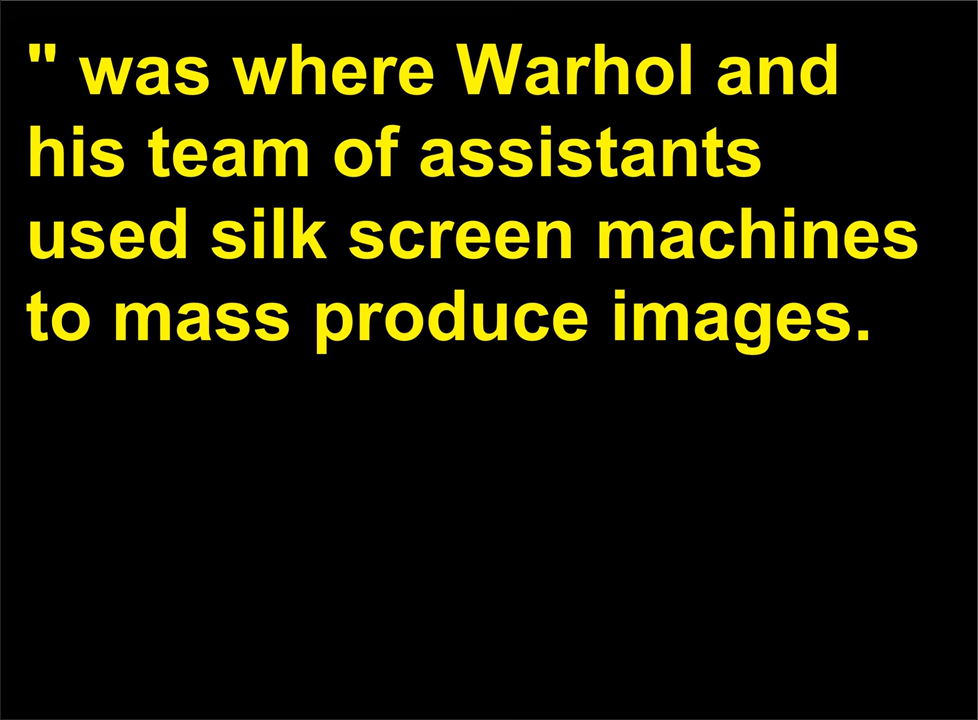 " was where Warhol and
his team of assistants
used silk screen machines
to mass produce images.